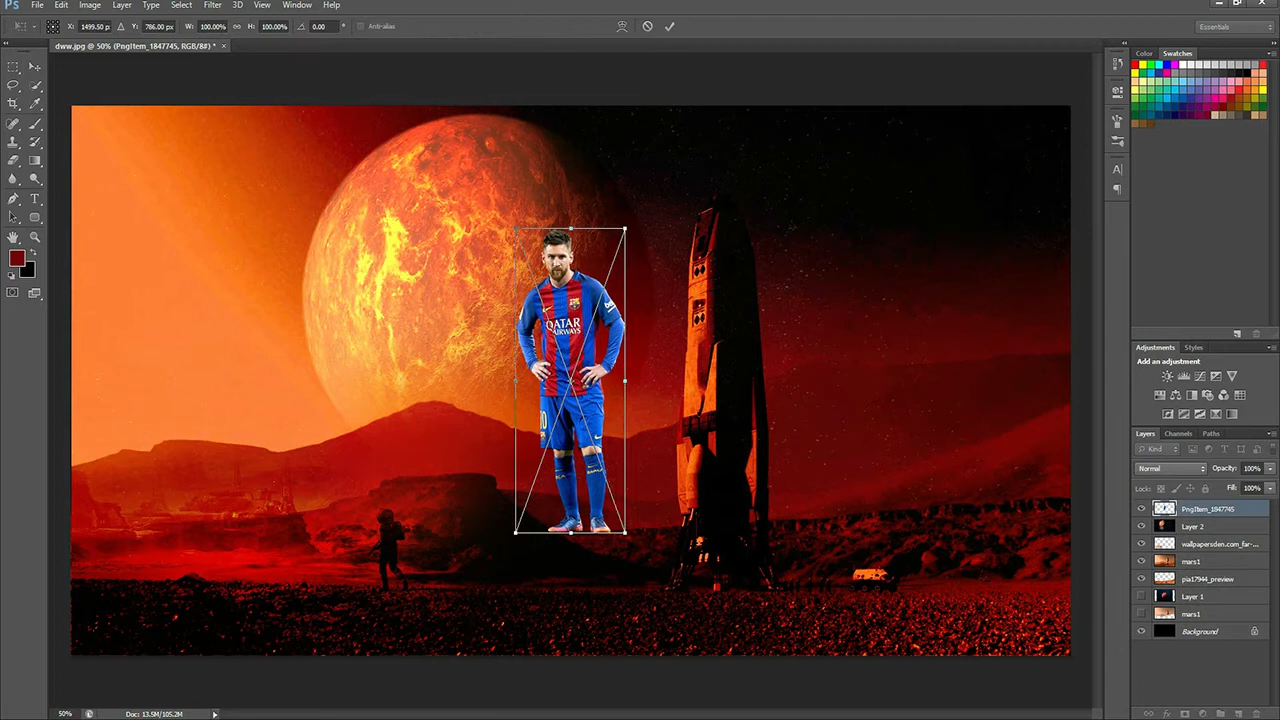 Ps File Edit Image Layer Type Select Filter 3D View Window Help
X: 1499.50 p Y: 786.00 px W: 100.00% H: 100.00% 0.00 ° Anti-alias Essentials
dww.jpg @ 50% (PngItem_1847745, RGB/8#) * ×
Color Swatches
QATAR
AIRWAYS
10
A|
Adjustments Styles
Add an adjustment
Layers Channels Paths
Kind
Normal Opacity: 100%
Lock: Fill: 100%
PngItem_1847745
Layer 2
wallpapersden.com_far-...
mars1
pia17944_preview
Layer 1
mars1
Background
50% Doc: 13.5M/105.2M